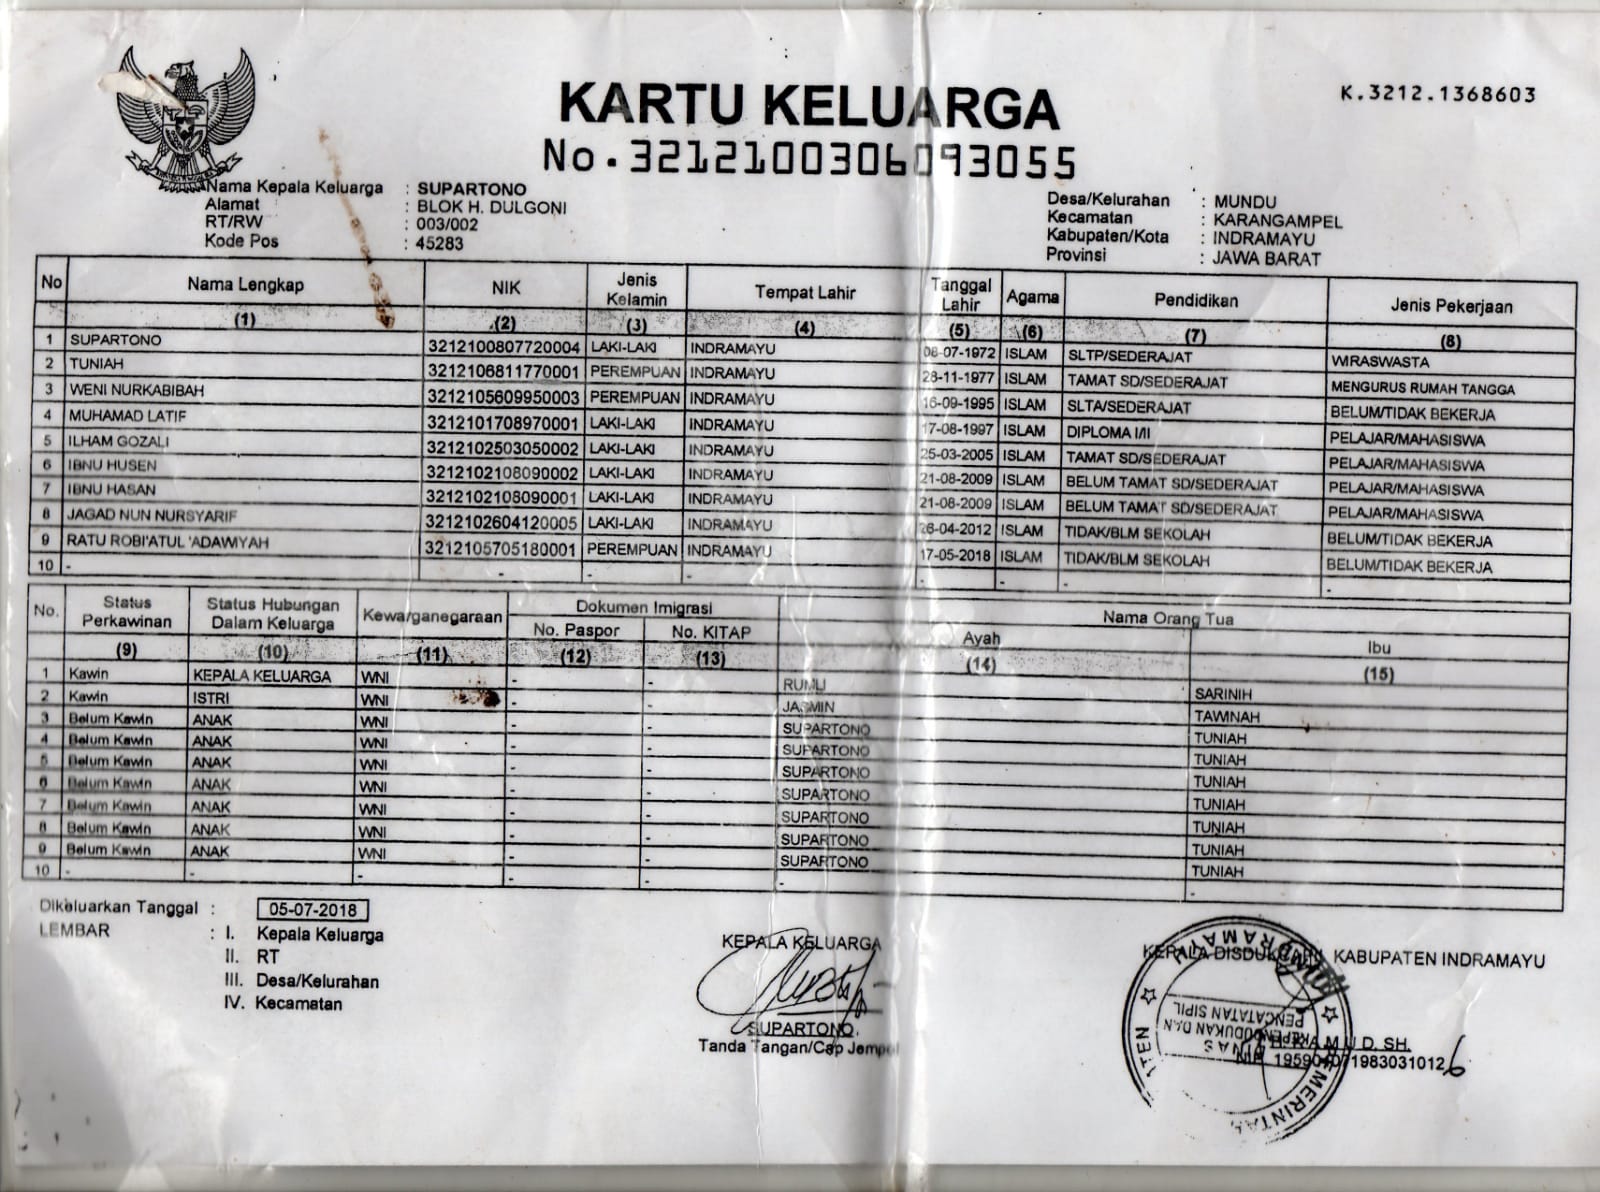 KARTU KELUARGA
K.3212.1368603
No.3212100306093055
Nama Kepala Keluarga : SUPARTONO
Alamat : BLOK H. DULGONI
RT/RW : 003/002
Kode Pos : 45283
Desa/Kelurahan : MUNDU
Kecamatan : KARANGAMPEL
Kabupaten/Kota : INDRAMAYU
Provinsi : JAWA BARAT
No Nama Lengkap NIK Jenis Kelamin Tempat Lahir Tanggal Lahir Agama Pendidikan Jenis Pekerjaan
(1) (2) (3) (4) (5) (6) (7) (8)
1 SUPARTONO 3212100807720004 LAKI-LAKI INDRAMAYU 08-07-1972 ISLAM SLTP/SEDERAJAT WIRASWASTA
2 TUNIAH 3212106811770001 PEREMPUAN INDRAMAYU 28-11-1977 ISLAM TAMAT SD/SEDERAJAT MENGURUS RUMAH TANGGA
3 WENI NURKABIBAH 3212105609950003 PEREMPUAN INDRAMAYU 16-09-1995 ISLAM SLTA/SEDERAJAT BELUM/TIDAK BEKERJA
4 MUHAMAD LATIF 3212101708970001 LAKI-LAKI INDRAMAYU 17-08-1997 ISLAM DIPLOMA I/II PELAJAR/MAHASISWA
5 ILHAM GOZALI 3212102503050002 LAKI-LAKI INDRAMAYU 25-03-2005 ISLAM TAMAT SD/SEDERAJAT PELAJAR/MAHASISWA
6 IBNU HUSEN 3212102108090002 LAKI-LAKI INDRAMAYU 21-08-2009 ISLAM BELUM TAMAT SD/SEDERAJAT PELAJAR/MAHASISWA
7 IBNU HASAN 3212102108090001 LAKI-LAKI INDRAMAYU 21-08-2009 ISLAM BELUM TAMAT SD/SEDERAJAT PELAJAR/MAHASISWA
8 JAGAD NUN NURSYARIF 3212102604120005 LAKI-LAKI INDRAMAYU 26-04-2012 ISLAM TIDAK/BLM SEKOLAH BELUM/TIDAK BEKERJA
9 RATU ROBI'ATUL 'ADAWIYAH 3212105705180001 PEREMPUAN INDRAMAYU 17-05-2018 ISLAM TIDAK/BLM SEKOLAH BELUM/TIDAK BEKERJA
10 - - - - - - - -
No. Status Perkawinan Status Hubungan Dalam Keluarga Kewarganegaraan Dokumen Imigrasi Nama Orang Tua
No. Paspor No. KITAP Ayah Ibu
(9) (10) (11) (12) (13) (14) (15)
1 Kawin KEPALA KELUARGA WNI - - RUMLI SARINIH
2 Kawin ISTRI WNI - - JASMIN TAWINAH
3 Belum Kawin ANAK WNI - - SUPARTONO TUNIAH
4 Belum Kawin ANAK WNI - - SUPARTONO TUNIAH
5 Belum Kawin ANAK WNI - - SUPARTONO TUNIAH
6 Belum Kawin ANAK WNI - - SUPARTONO TUNIAH
7 Belum Kawin ANAK WNI - - SUPARTONO TUNIAH
8 Belum Kawin ANAK WNI - - SUPARTONO TUNIAH
9 Belum Kawin ANAK WNI - - SUPARTONO TUNIAH
10 - - - - - - -
Dikeluarkan Tanggal : 05-07-2018
LEMBAR : I. Kepala Keluarga
II. RT
III. Desa/Kelurahan
IV. Kecamatan
KEPALA KELUARGA
SUPARTONO
Tanda Tangan/Cap Jempol
KEPALA KABUPATEN INDRAMAYU
SH.
NIP.
DINAS
KEPENDUDUKAN DAN
PENCATATAN SIPIL